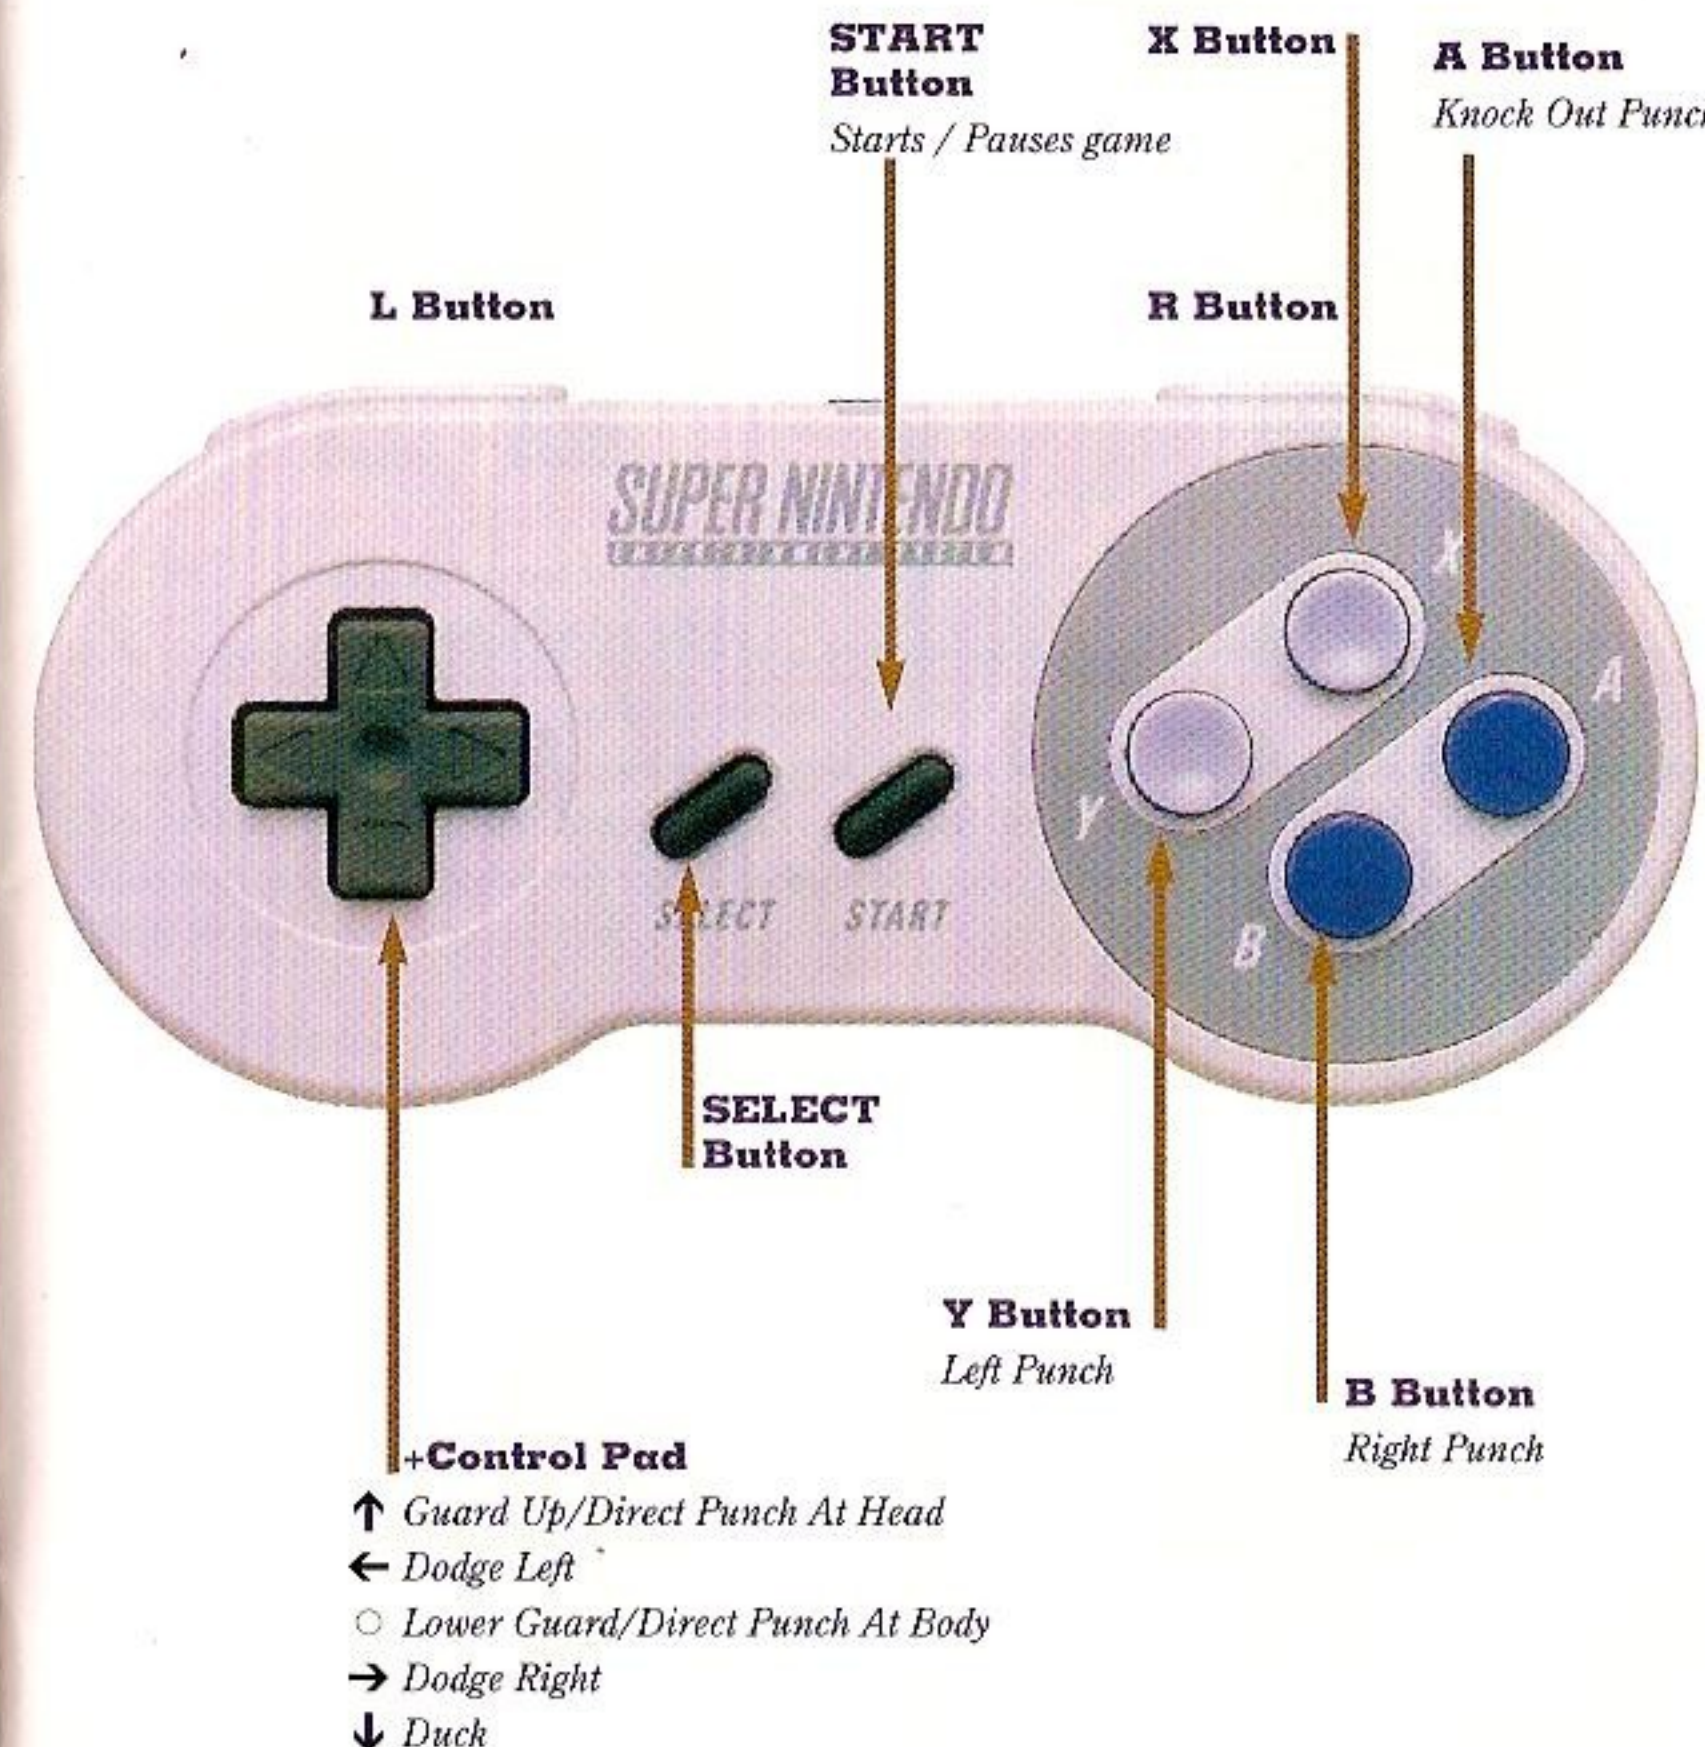 START
Button
Starts / Pauses game
X Button
A Button
Knock Out Punch
L Button
R Button
SUPER NINTENDO
X
A
Y
B
SELECT
START
SELECT
Button
Y Button
Left Punch
B Button
Right Punch
+Control Pad
↑ Guard Up/Direct Punch At Head
← Dodge Left
○ Lower Guard/Direct Punch At Body
→ Dodge Right
↓ Duck